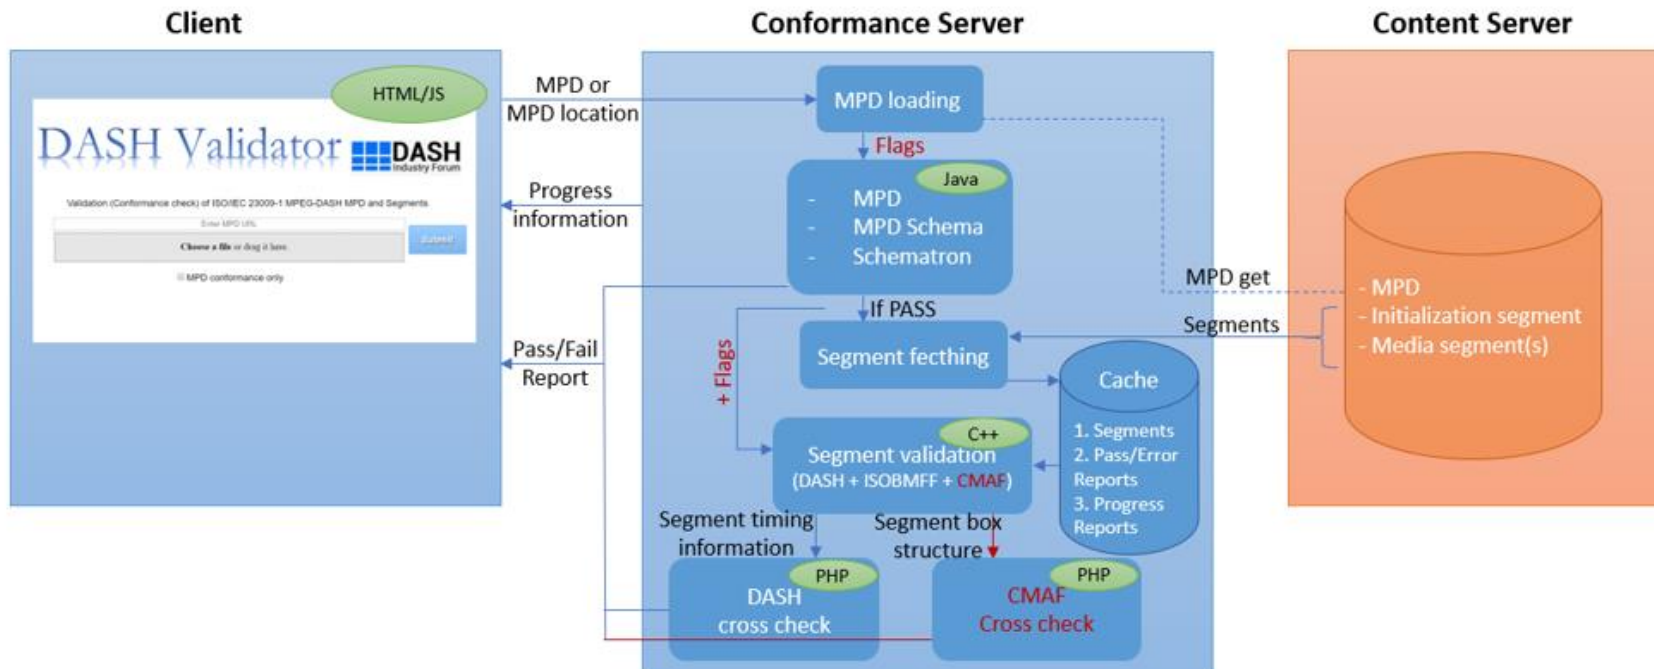 Client
Conformance Server
Content Server
HTML/JS
DASH Validator
DASH
Industry Forum
Validation (Conformance check) of ISO/IEC 23009-1 MPEG-DASH MPD and Segments
Enter MPD URL
Choose a file or drag it here.
Submit
MPD conformance only
MPD or
MPD location
Progress
information
Pass/Fail
Report
MPD loading
Flags
Java
- MPD
- MPD Schema
- Schematron
If PASS
+ Flags
Segment fecthing
Cache
1. Segments
2. Pass/Error
Reports
3. Progress
Reports
C++
Segment validation
(DASH + ISOBMFF + CMAF)
Segment timing
information
Segment box
structure
PHP
DASH
cross check
PHP
CMAF
Cross check
MPD get
Segments
- MPD
- Initialization segment
- Media segment(s)